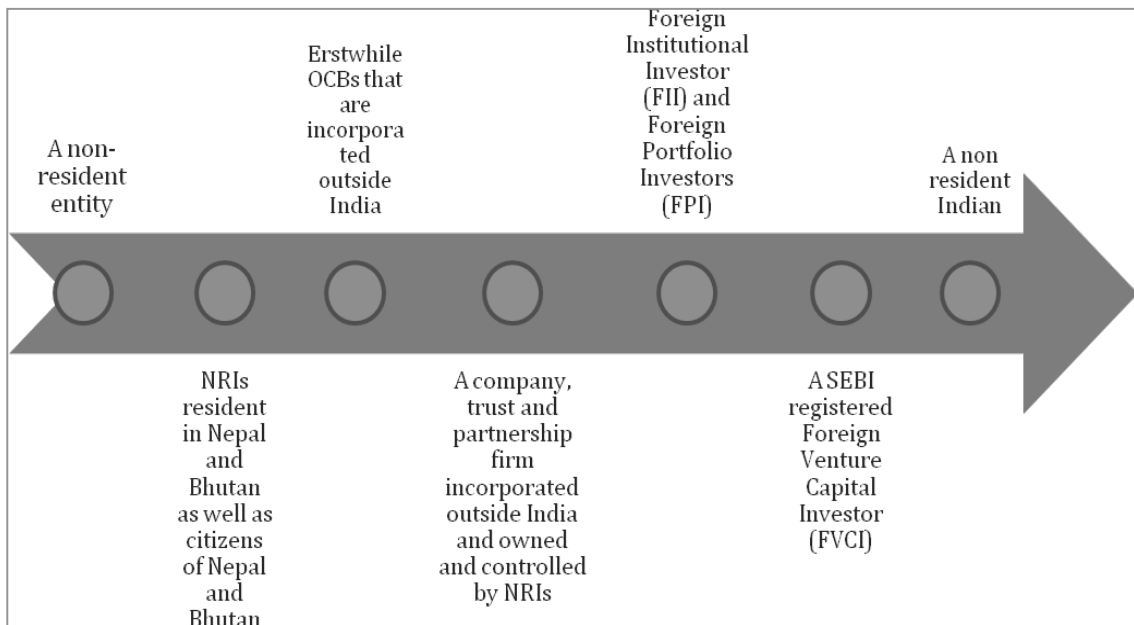 A non-
resident
entity
NRIs
resident
in Nepal
and
Bhutan
as well as
citizens
of Nepal
and
Bhutan
Erstwhile
OCBs that
are
incorpora
ted
outside
India
A company,
trust and
partnership
firm
incorporated
outside India
and owned
and controlled
by NRIs
Foreign
Institutional
Investor
(FII) and
Foreign
Portfolio
Investors
(FPI)
A SEBI
registered
Foreign
Venture
Capital
Investor
(FVCI)
A non
resident
Indian